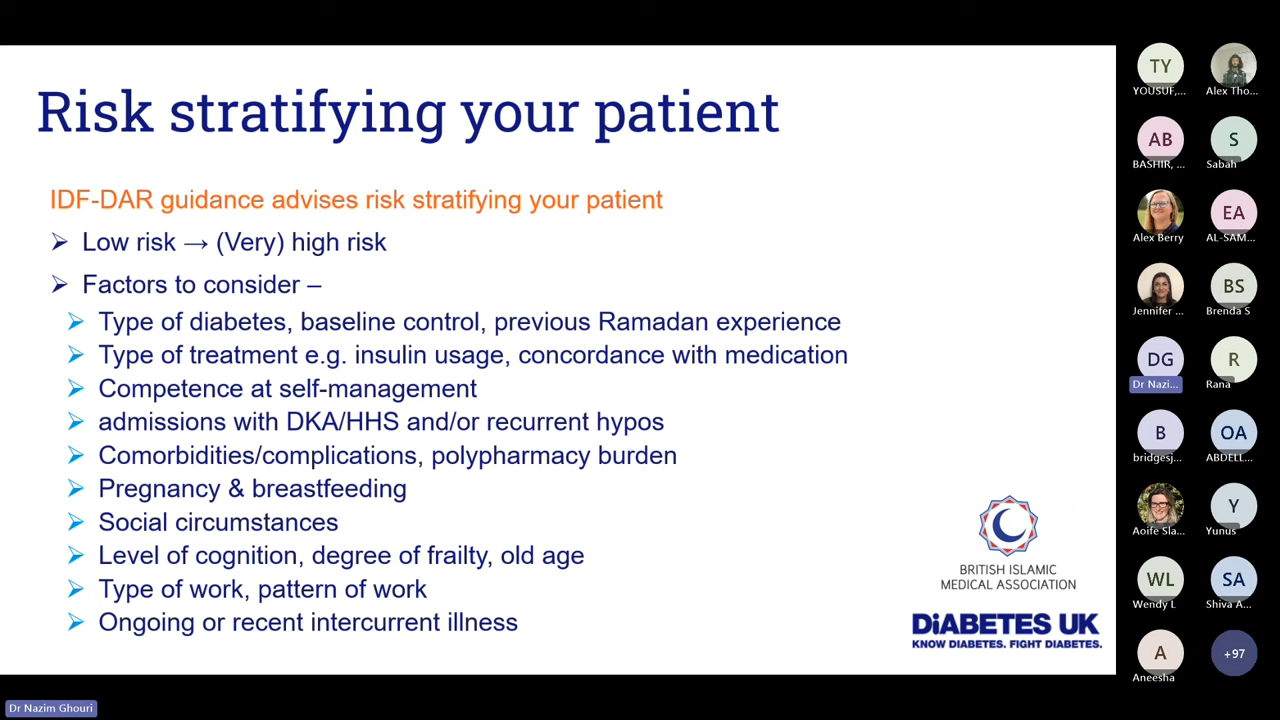 Risk stratifying your patient
IDF-DAR guidance advises risk stratifying your patient
Low risk → (Very) high risk
Factors to consider –
Type of diabetes, baseline control, previous Ramadan experience
Type of treatment e.g. insulin usage, concordance with medication
Competence at self-management
admissions with DKA/HHS and/or recurrent hypos
Comorbidities/complications, polypharmacy burden
Pregnancy & breastfeeding
Social circumstances
Level of cognition, degree of frailty, old age
Type of work, pattern of work
Ongoing or recent intercurrent illness
BRITISH ISLAMIC
MEDICAL ASSOCIATION
DiABETES UK
KNOW DIABETES. FIGHT DIABETES.
TY
YOUSUF,...
Alex Tho...
AB
BASHIR, ...
S
Sabah
Alex Berry
EA
AL-SAM...
Jennifer ...
BS
Brenda S
DG
Dr Nazi...
R
Rana
B
bridgesj...
OA
ABDELL...
Aoife Sla...
Y
Yunus
WL
Wendy L
SA
Shiva A...
A
Aneesha
+97
Dr Nazim Ghouri